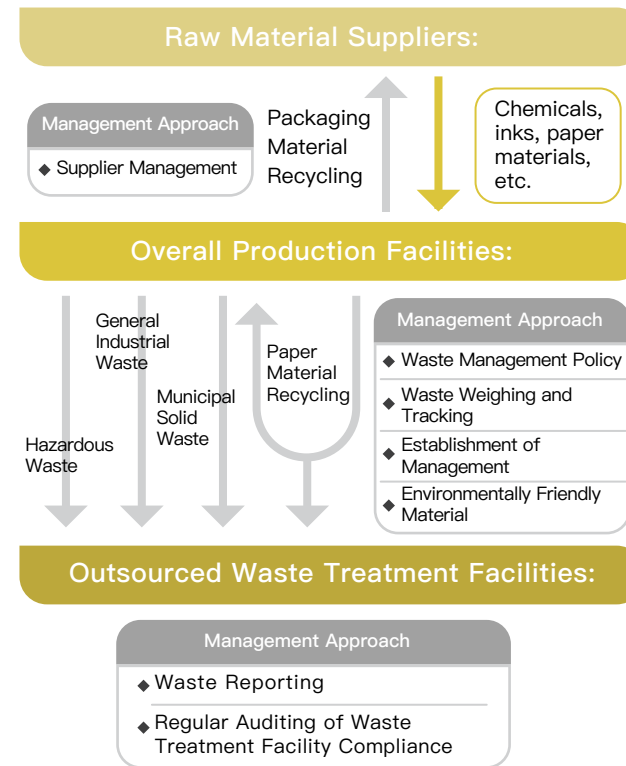 Raw Material Suppliers:
Management Approach
◆ Supplier Management
Packaging
Material
Recycling
Chemicals,
inks, paper
materials,
etc.
Overall Production Facilities:
Hazardous
Waste
General
Industrial
Waste
Municipal
Solid
Waste
Paper
Material
Recycling
Management Approach
◆ Waste Management Policy
◆ Waste Weighing and
Tracking
◆ Establishment of
Management
◆ Environmentally Friendly
Material
Outsourced Waste Treatment Facilities:
Management Approach
◆ Waste Reporting
◆ Regular Auditing of Waste
Treatment Facility Compliance